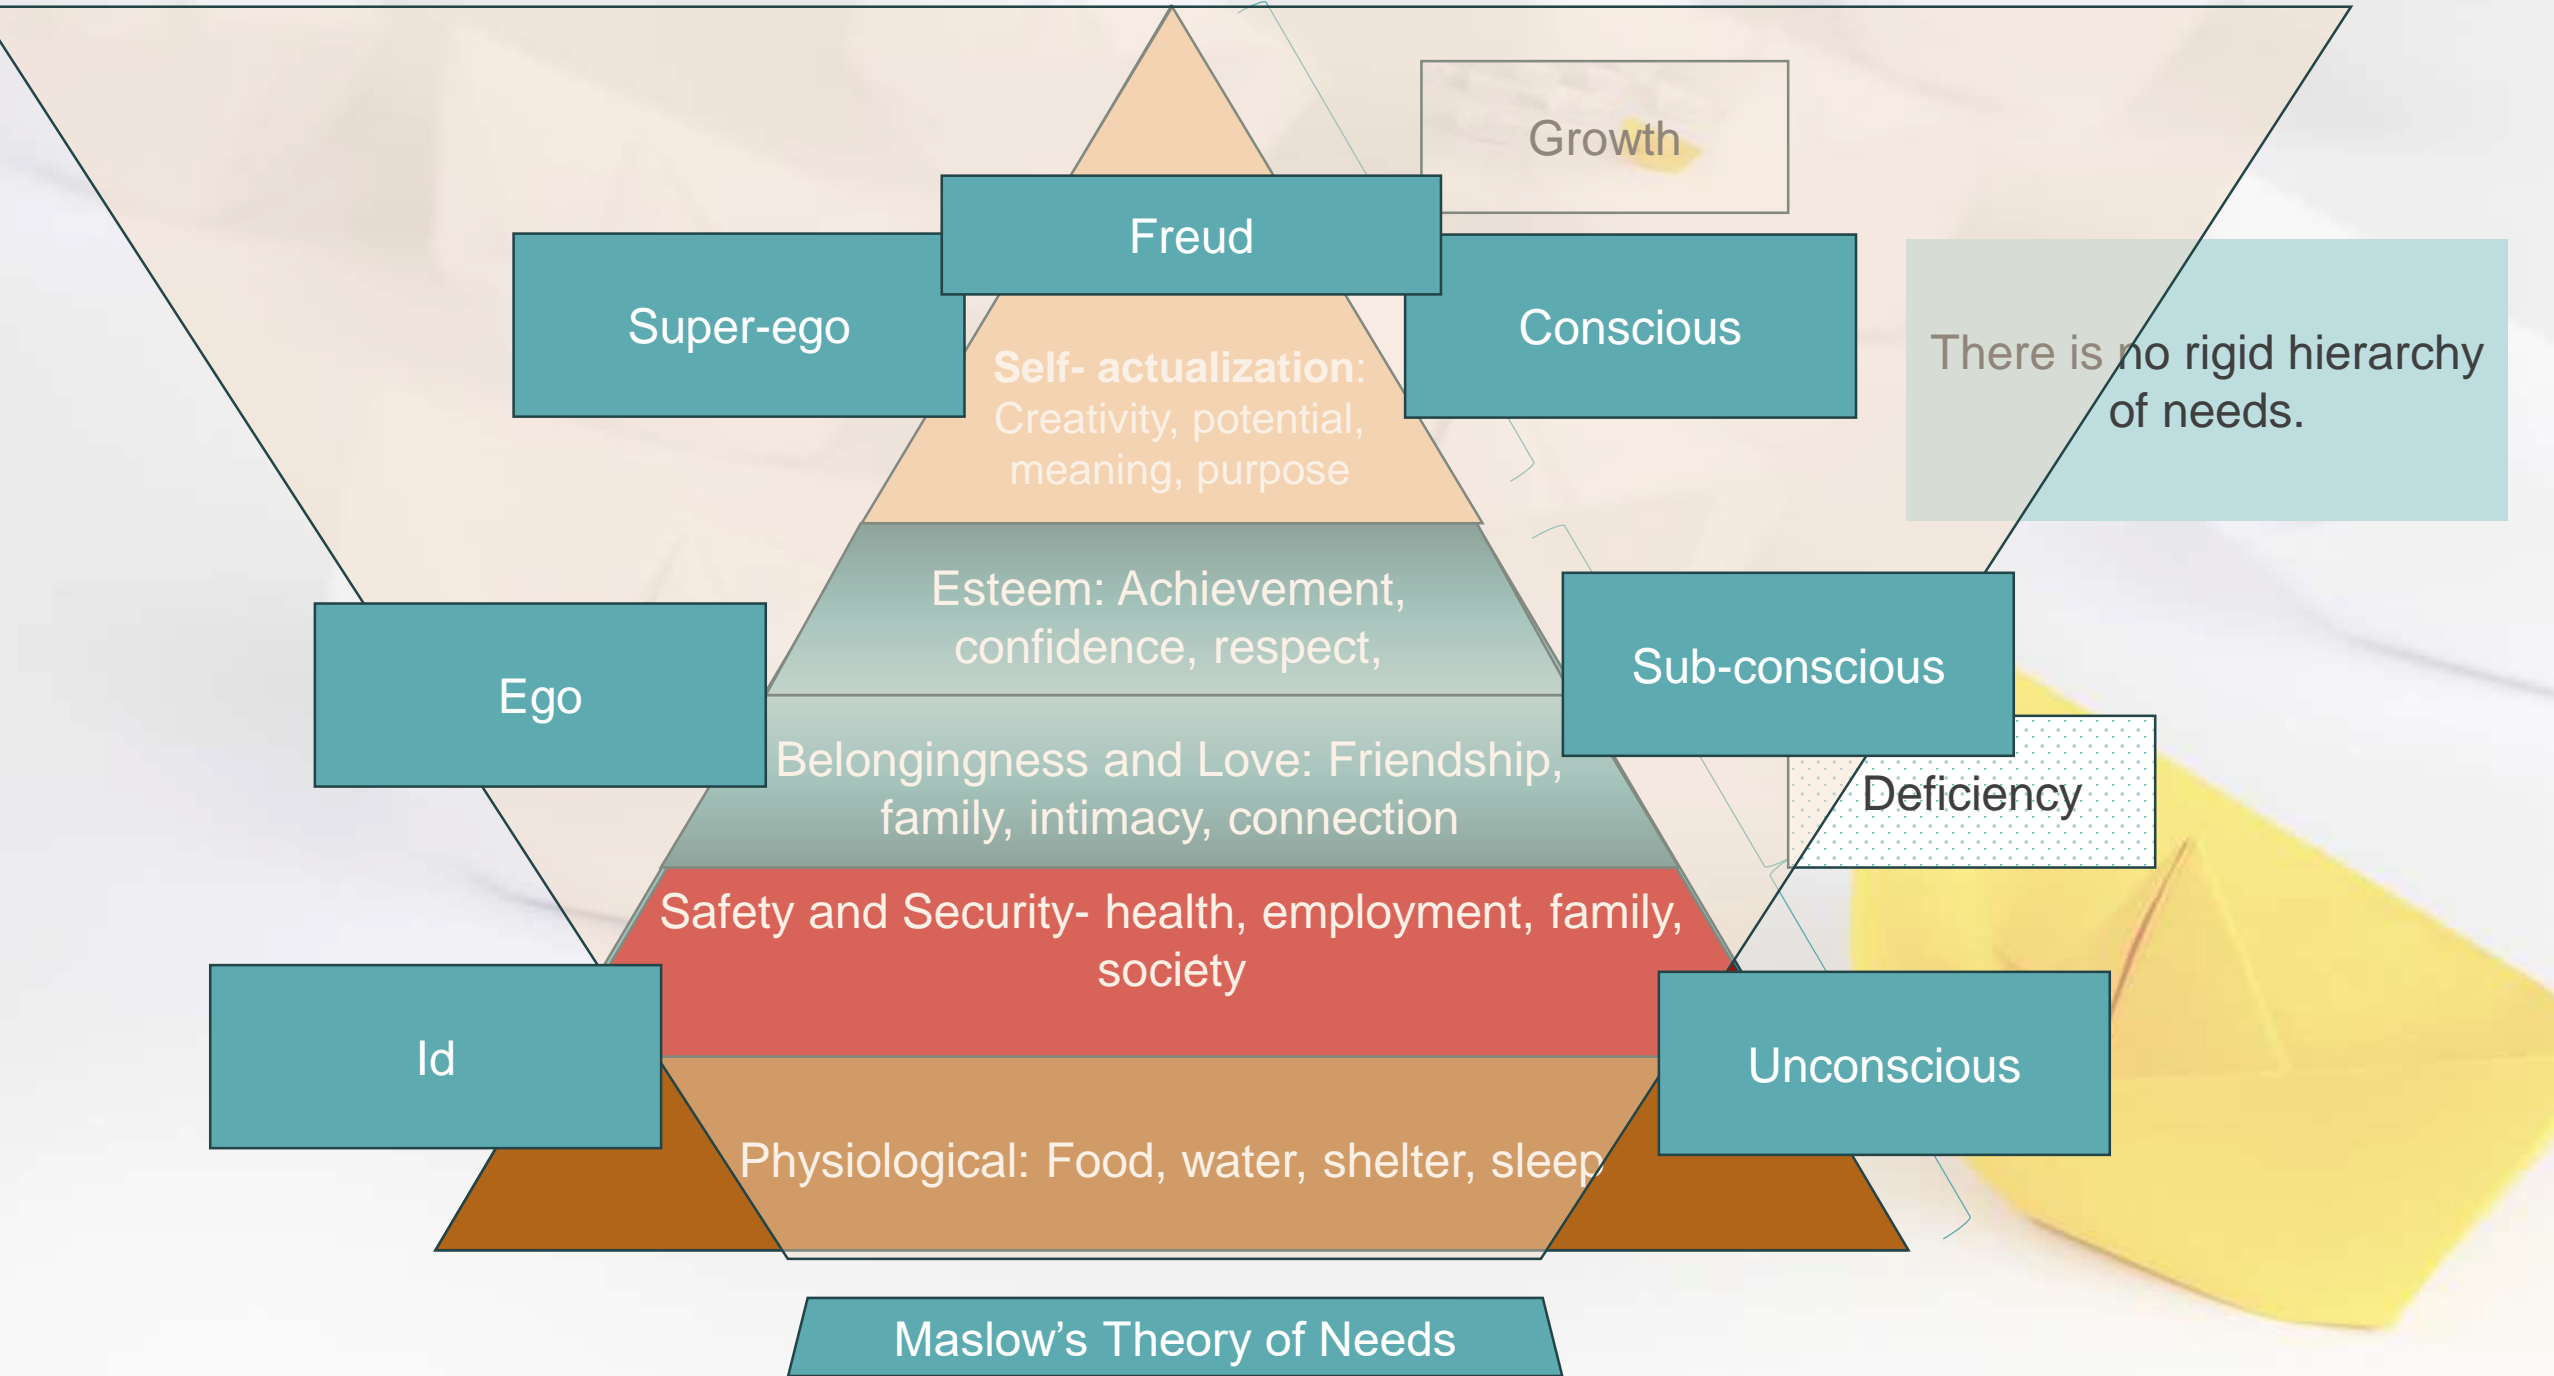 Growth
Freud
Super-ego
Conscious
There is no rigid hierarchy
of needs.
Self- actualization:
Creativity, potential,
meaning, purpose
Esteem: Achievement,
confidence, respect,
Ego
Sub-conscious
Belongingness and Love: Friendship,
family, intimacy, connection
Deficiency
Safety and Security- health, employment, family,
society
Id
Unconscious
Physiological: Food, water, shelter, sleep
Maslow’s Theory of Needs